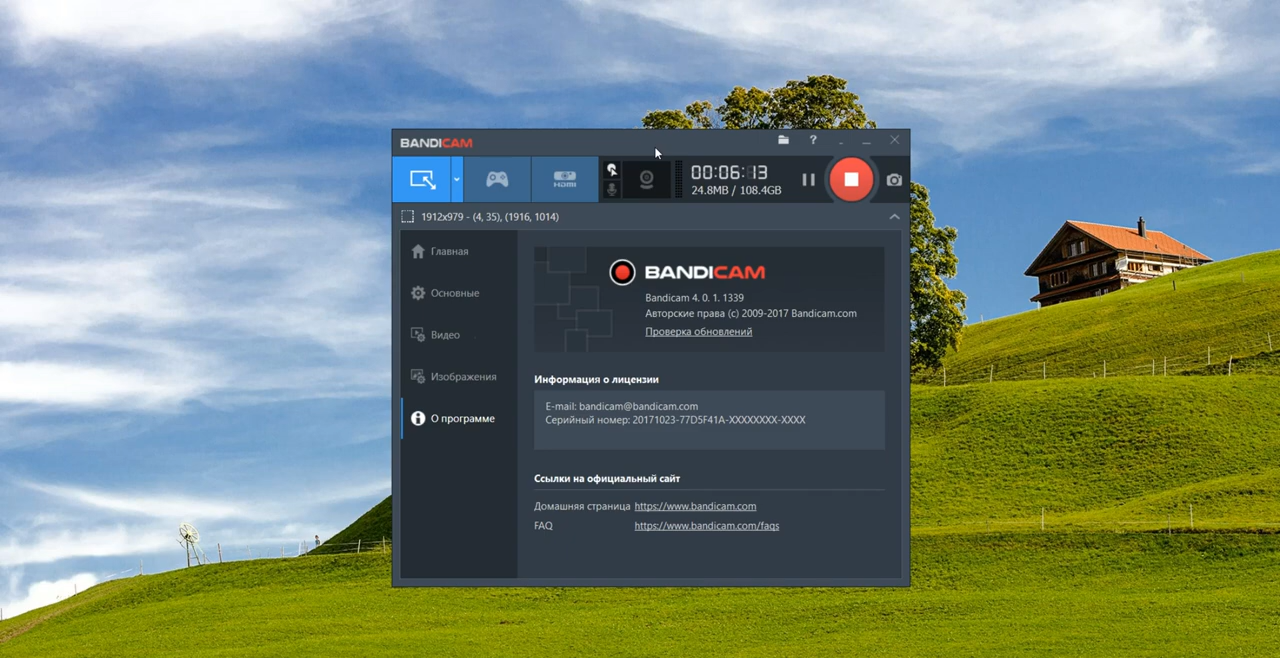 BANDICAM
?
HDMI
00:06:13
24.8MB / 108.4GB
1912x979 - (4, 35), (1916, 1014)
Главная
Основные
Видео
Изображения
О программе
BANDICAM
Bandicam 4. 0. 1. 1339
Авторские права (c) 2009-2017 Bandicam.com
Проверка обновлений
Информация о лицензии
E-mail: bandicam@bandicam.com
Серийный номер: 20171023-77D5F41A-XXXXXXXX-XXXX
Ссылки на официальный сайт
Домашняя страница https://www.bandicam.com
FAQ https://www.bandicam.com/faqs